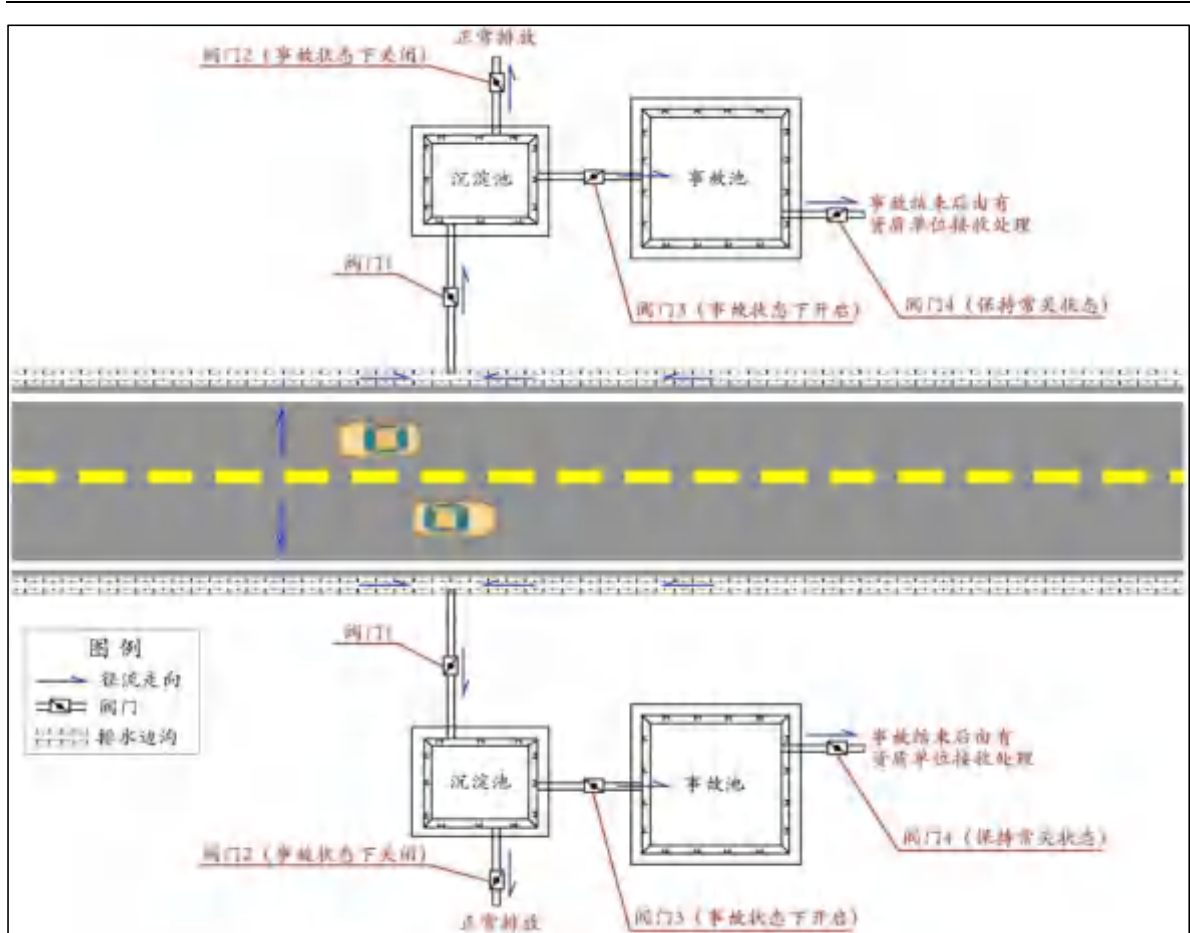 正常排放
阀门2（事故状态下关闭）
沉淀池
事故池
事故结束后由有
资质单位接收处理
阀门1
阀门3（事故状态下开启）
阀门4（保持常关状态）
阀门1
图例
径流走向
阀门
排水边沟
沉淀池
事故池
事故结束后由有
资质单位接收处理
阀门2（事故状态下关闭）
阀门4（保持常关状态）
正常排放
阀门3（事故状态下开启）